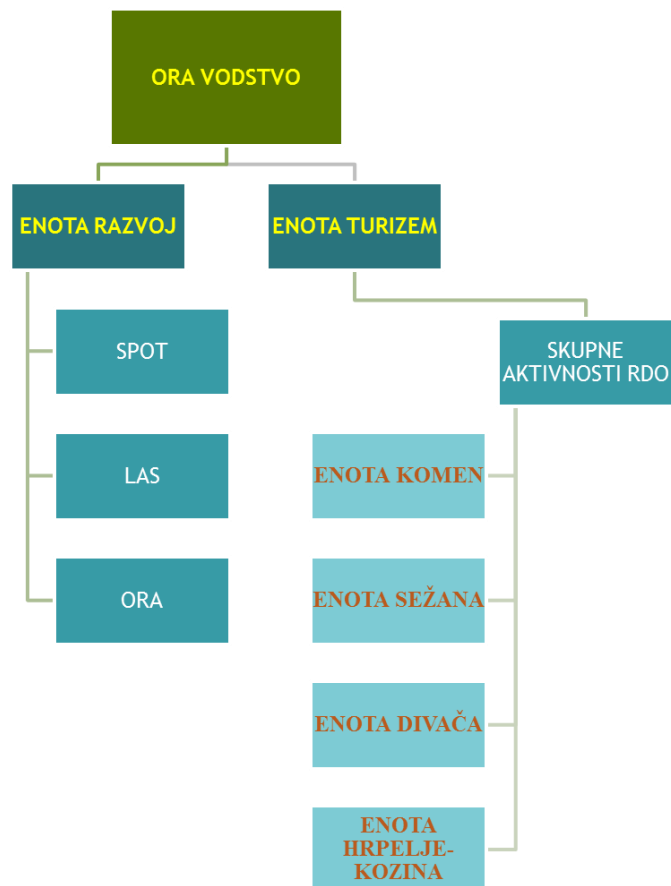 ORA VODSTVO
ENOTA RAZVOJ
ENOTA TURIZEM
SPOT
LAS
ORA
SKUPNE
AKTIVNOSTI RDO
ENOTA KOMEN
ENOTA SEŽANA
ENOTA DIVAČA
ENOTA
HRPELJE-
KOZINA